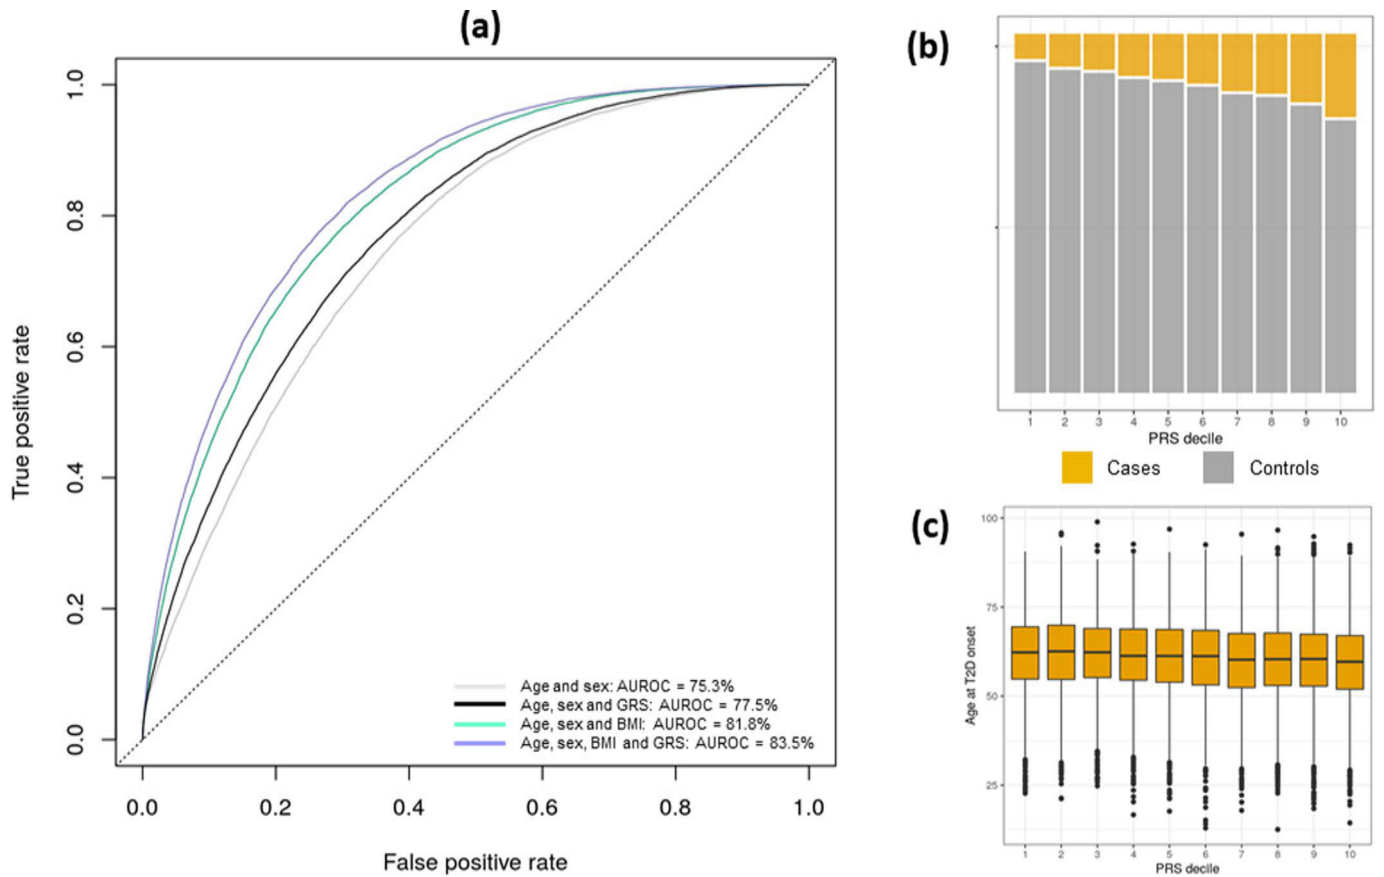 (a)
True positive rate
1.0
0.8
0.6
0.4
0.2
0.0
Age and sex: AUROC = 75.3%
Age, sex and GRS: AUROC = 77.5%
Age, sex and BMI: AUROC = 81.8%
Age, sex, BMI and GRS: AUROC = 83.5%
0.0 0.2 0.4 0.6 0.8 1.0
False positive rate
(b)
1 2 3 4 5 6 7 8 9 10
PRS decile
Cases Controls
(c)
Age at T2D onset
100
75
50
25
1 2 3 4 5 6 7 8 9 10
PRS decile